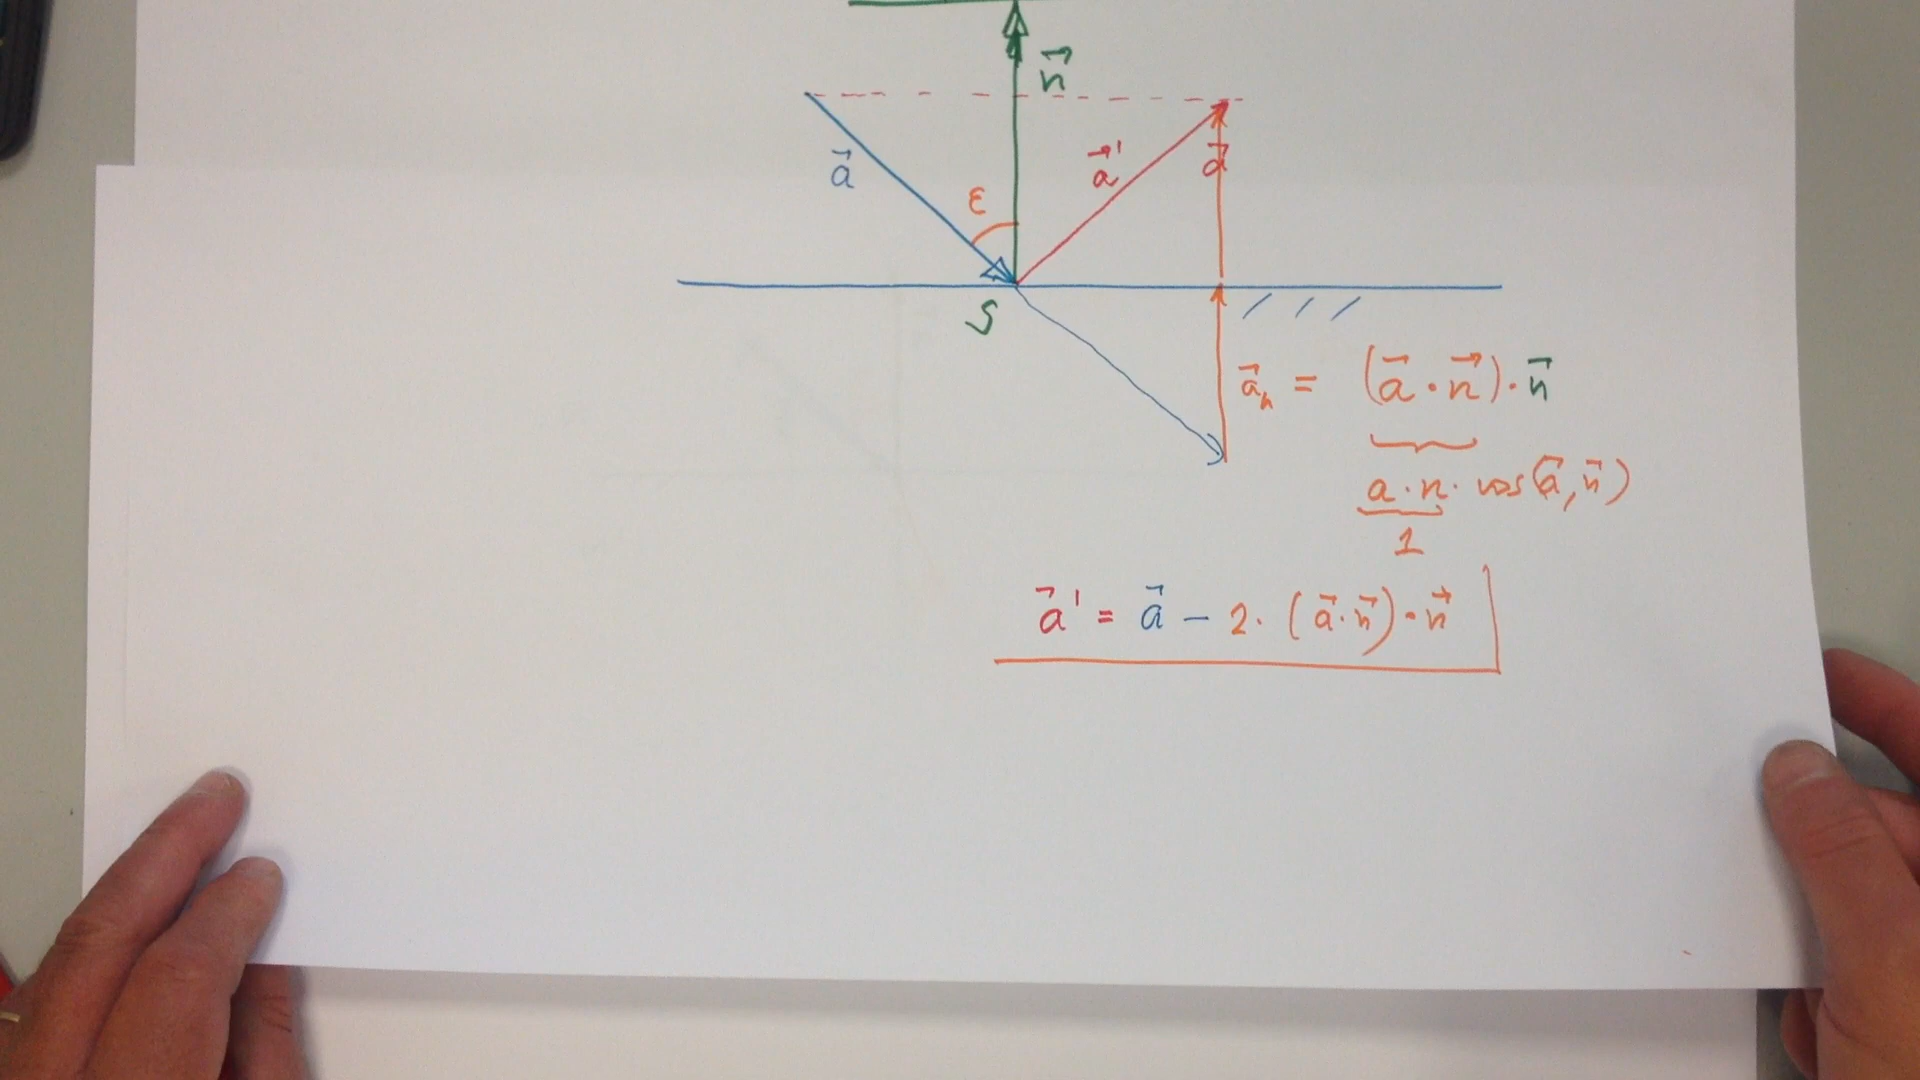 n⃗
a⃗
ε
a⃗'
a⃗
S
a⃗ₙ = (a⃗ · n⃗) · n⃗
a · n · cos(a⃗, n⃗)
1
a⃗' = a⃗ − 2 · (a⃗ · n⃗) · n⃗